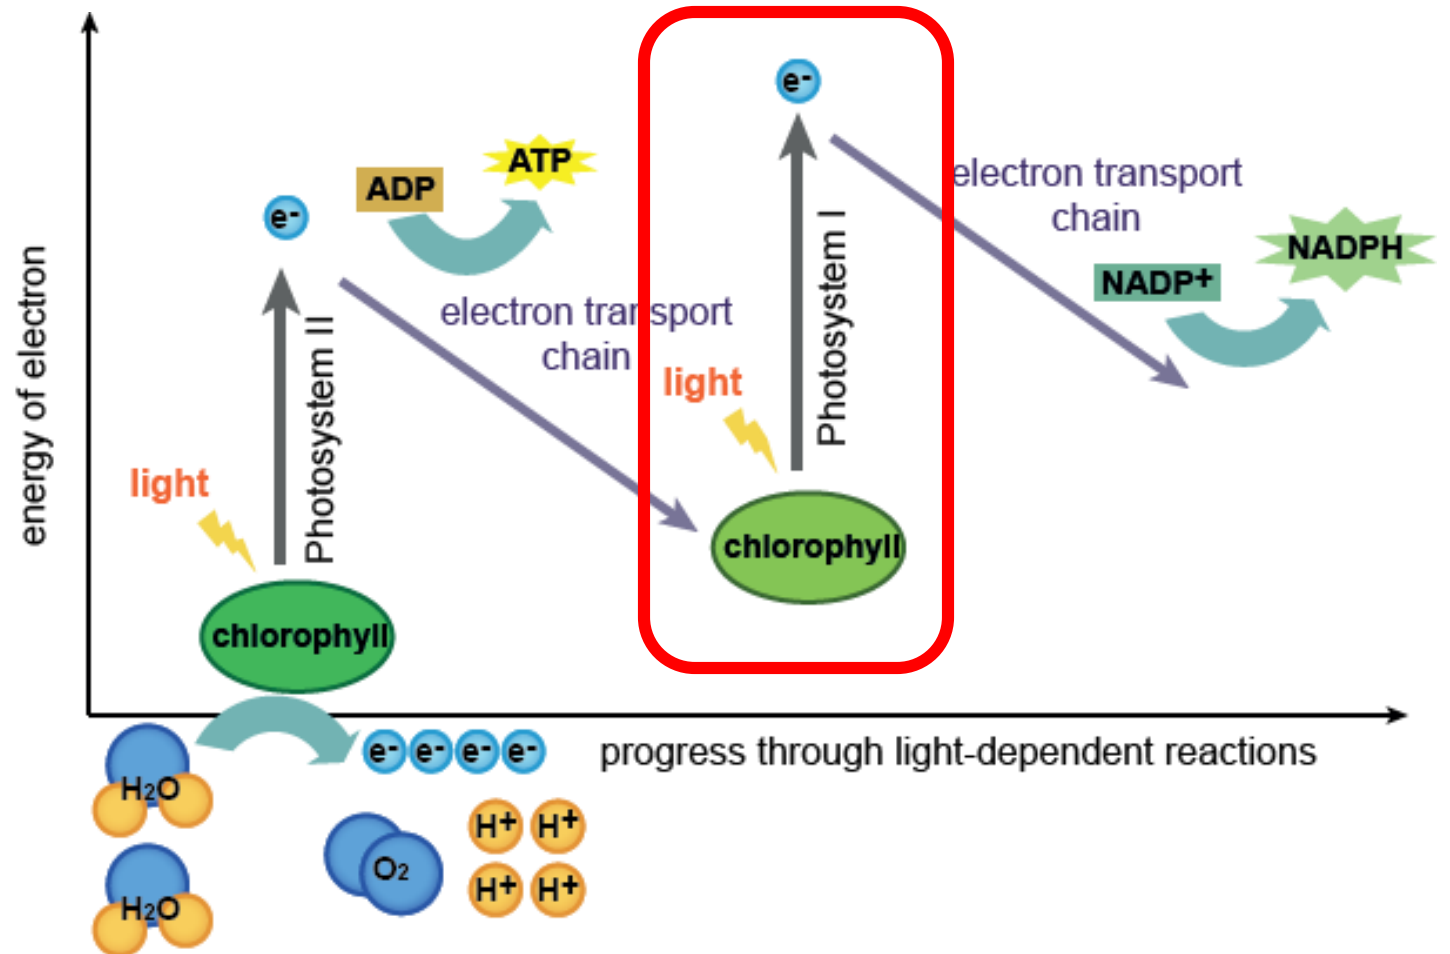 energy of electron
light
chlorophyll
Photosystem II
e-
ADP
ATP
electron transport
chain
light
chlorophyll
Photosystem I
e-
electron transport
chain
NADP+
NADPH
progress through light-dependent reactions
H2O
H2O
e- e- e- e-
O2
H+ H+
H+ H+